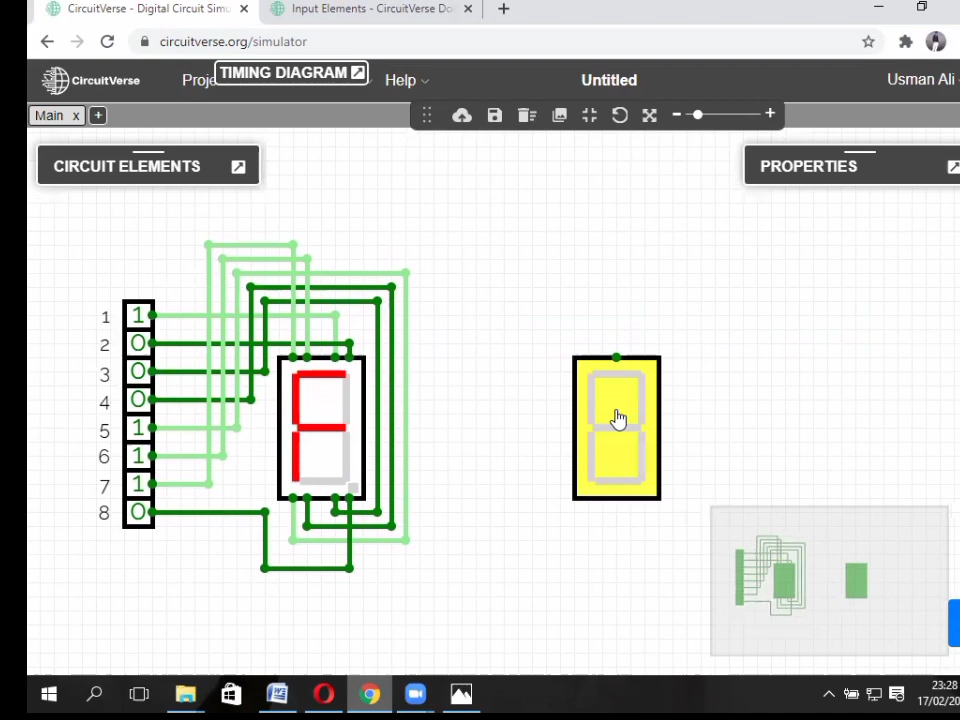 CircuitVerse - Digital Circuit Simu
Input Elements - CircuitVerse Do
circuitverse.org/simulator
CircuitVerse
Proje
TIMING DIAGRAM
Help
Untitled
Usman Ali
Main x +
CIRCUIT ELEMENTS
PROPERTIES
1 1
2 0
3 0
4 0
5 1
6 1
7 1
8 0
23:28
17/02/20